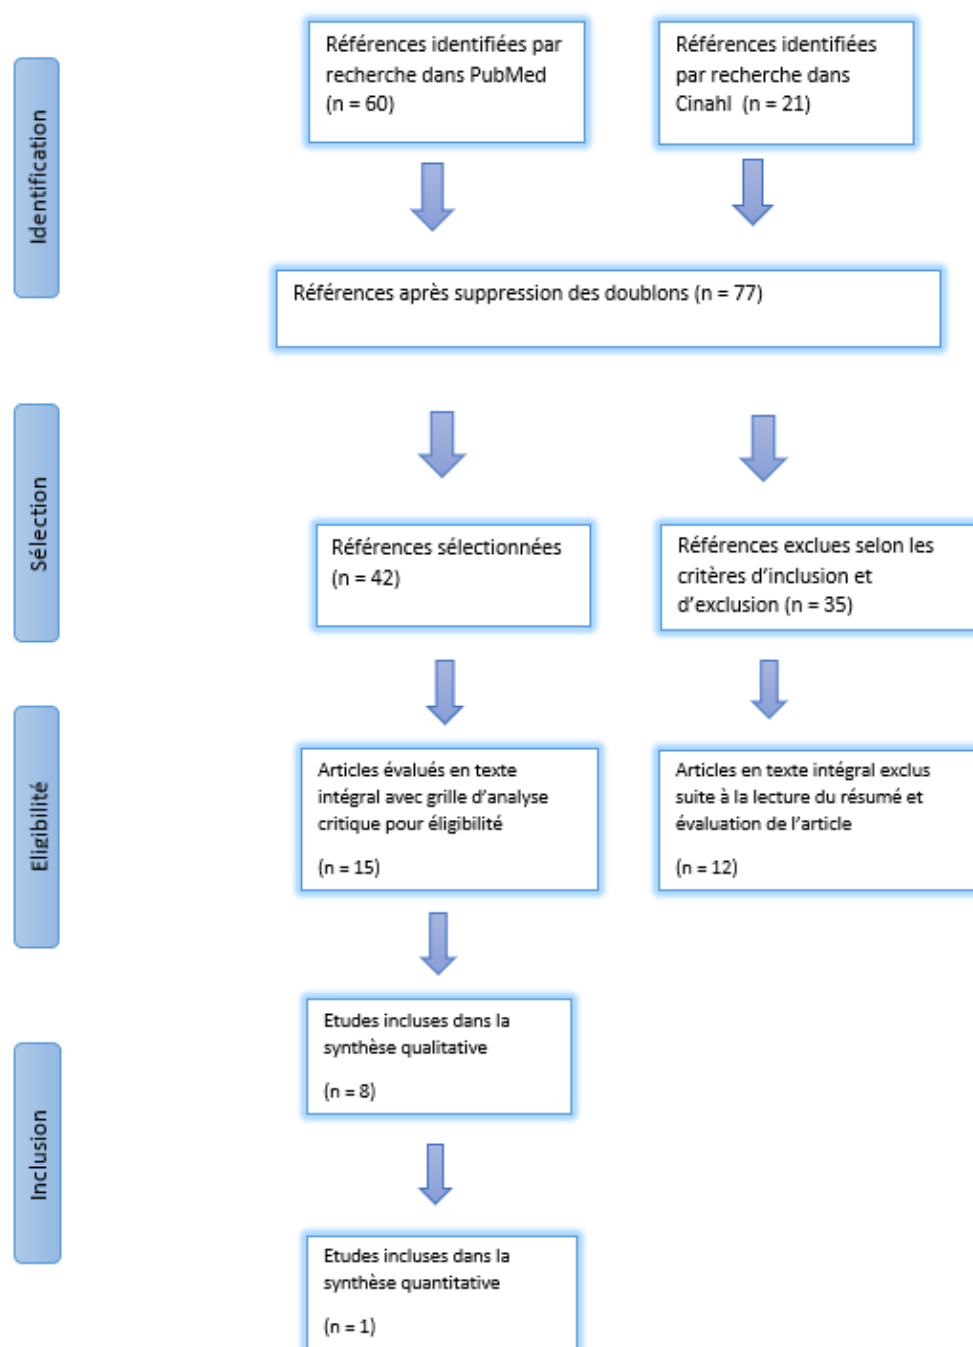 Identification
Références identifiées par
recherche dans PubMed
(n = 60)
Références identifiées
par recherche dans
Cinahl (n = 21)
Références après suppression des doublons (n = 77)
Sélection
Références sélectionnées
(n = 42)
Références exclues selon les
critères d'inclusion et
d'exclusion (n = 35)
Eligibilité
Articles évalués en texte
intégral avec grille d'analyse
critique pour éligibilité
(n = 15)
Articles en texte intégral exclus
suite à la lecture du résumé et
évaluation de l'article
(n = 12)
Inclusion
Etudes incluses dans la
synthèse qualitative
(n = 8)
Etudes incluses dans la
synthèse quantitative
(n = 1)